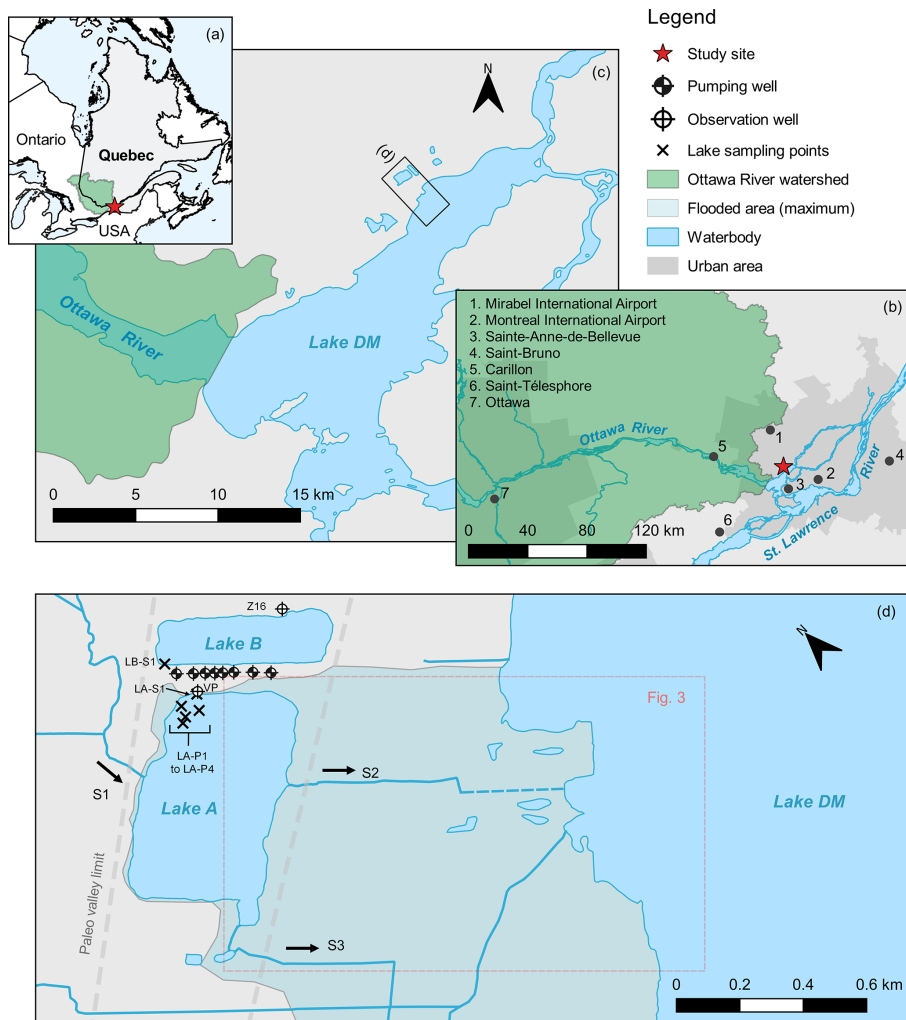 (a)
Ontario
Quebec
USA
Legend
Study site
Pumping well
Observation well
Lake sampling points
Ottawa River watershed
Flooded area (maximum)
Waterbody
Urban area
(c)
N
(d)
Ottawa River
Lake DM
0 5 10 15 km
(b)
1. Mirabel International Airport
2. Montreal International Airport
3. Sainte-Anne-de-Bellevue
4. Saint-Bruno
5. Carillon
6. Saint-Télesphore
7. Ottawa
Ottawa River
1
5
4
2
3
7
6
St. Lawrence River
0 40 80 120 km
(d)
N
Z16
Lake B
LB-S1
LA-S1
VP
Fig. 3
LA-P1
to LA-P4
S1
S2
Lake A
Lake DM
Paleo valley limit
S3
0 0.2 0.4 0.6 km